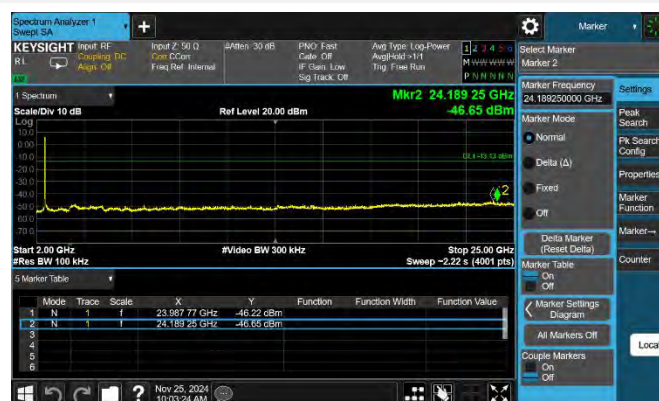 Spectrum Analyzer 1
Swept SA
+
Marker
KEYSIGHT Input: RF Input Z: 50 Ω #Atten: 30 dB PNO: Fast Avg Type: Log-Power 1 2 3 4 5 6
RL Coupling: DC Corr CCorr Gate: Off Avg|Hold: >1/1 M W W W W W
Align: Off Freq Ref: Internal IF Gain: Low Trig: Free Run
Sig Track: Off P N N N N N
Select Marker
Marker 2
1 Spectrum
Mkr2 24.189 25 GHz
Scale/Div 10 dB Ref Level 20.00 dBm -46.65 dBm
Log
10.0
0.00
-10.0
-20.0
-30.0
-40.0
-50.0
-60.0
-70.0
2
Start 2.00 GHz #Video BW 300 kHz Stop 25.00 GHz
#Res BW 100 kHz Sweep ~2.22 s (4001 pts)
5 Marker Table
Mode Trace Scale X Y Function Function Width Function Value
1 N 1 f 23.987 77 GHz -46.22 dBm
2 N 1 f 24.189 25 GHz -46.65 dBm
3
4
5
6
Marker Frequency
24.189250000 GHz
Marker Mode
Normal
Delta (Δ)
Fixed
Off
Delta Marker
(Reset Delta)
Marker Table
On
Off
Marker Settings
Diagram
All Markers Off
Couple Markers
On
Off
Settings
Peak
Search
Pk Search
Config
Properties
Marker
Function
Marker→
Counter
Local
?
Nov 25, 2024
10:03:24 AM